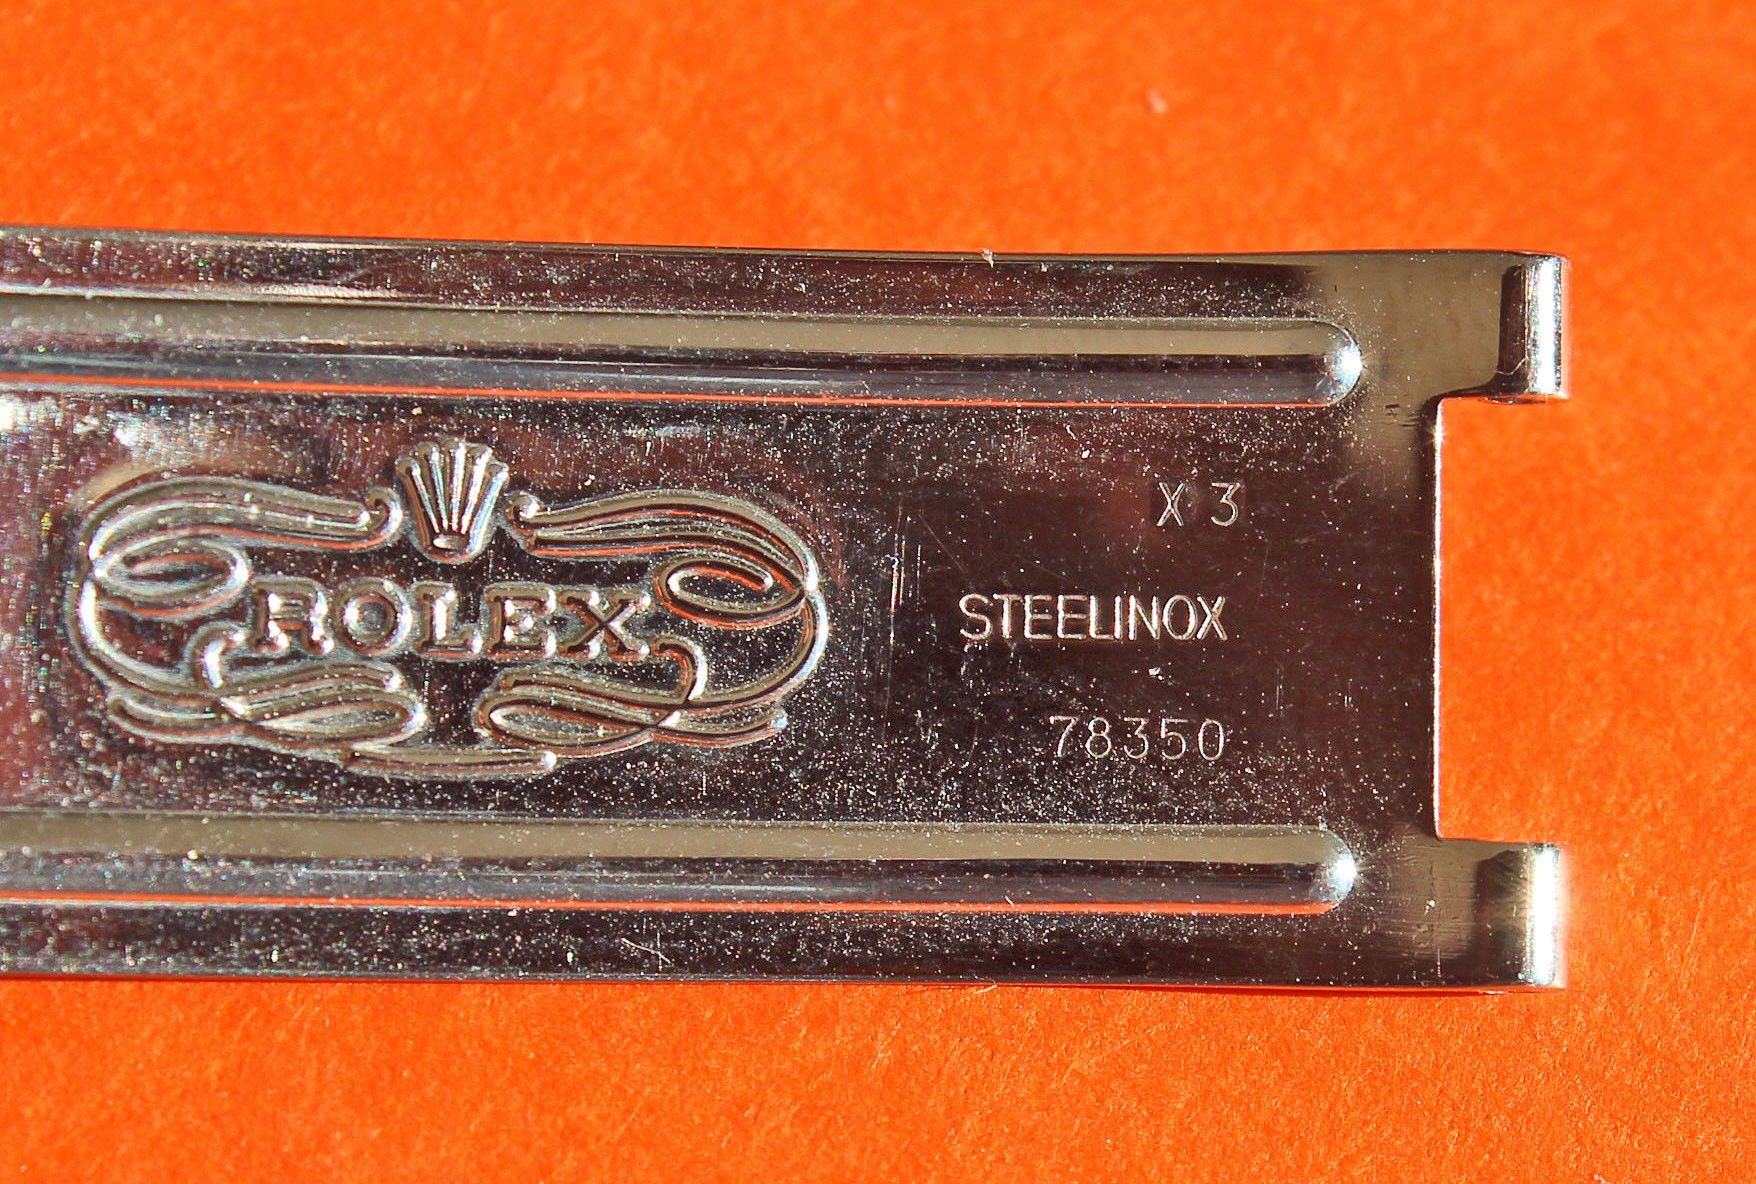 ROLEX
X 3
STEELINOX
78350